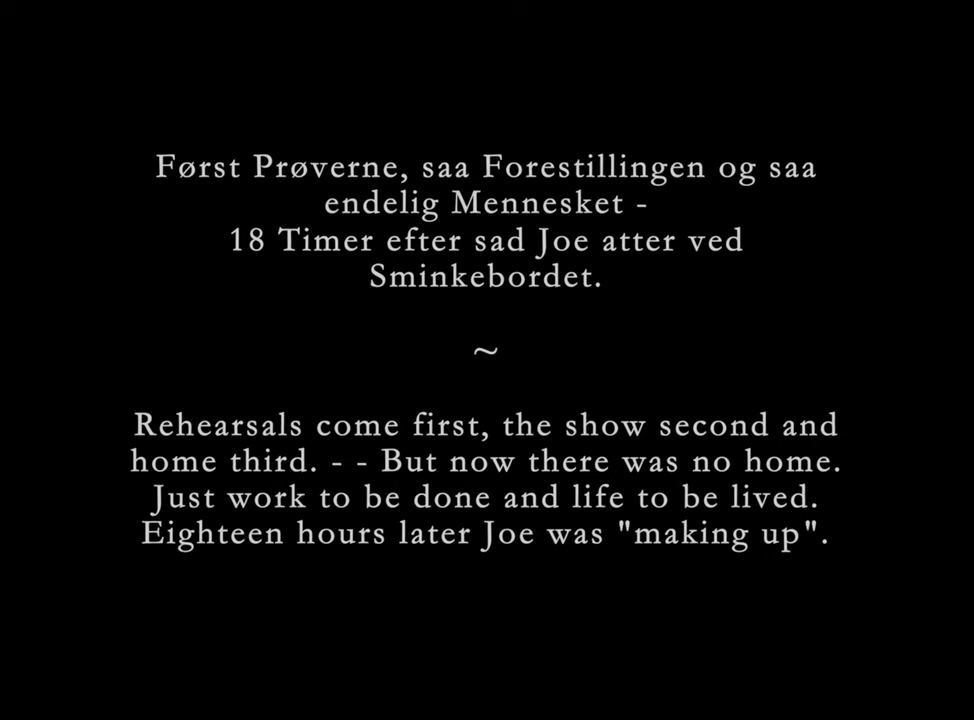 Først Prøverne, saa Forestillingen og saa
endelig Mennesket -
18 Timer efter sad Joe atter ved
Sminkebordet.
~
Rehearsals come first, the show second and
home third. - - But now there was no home.
Just work to be done and life to be lived.
Eighteen hours later Joe was "making up".